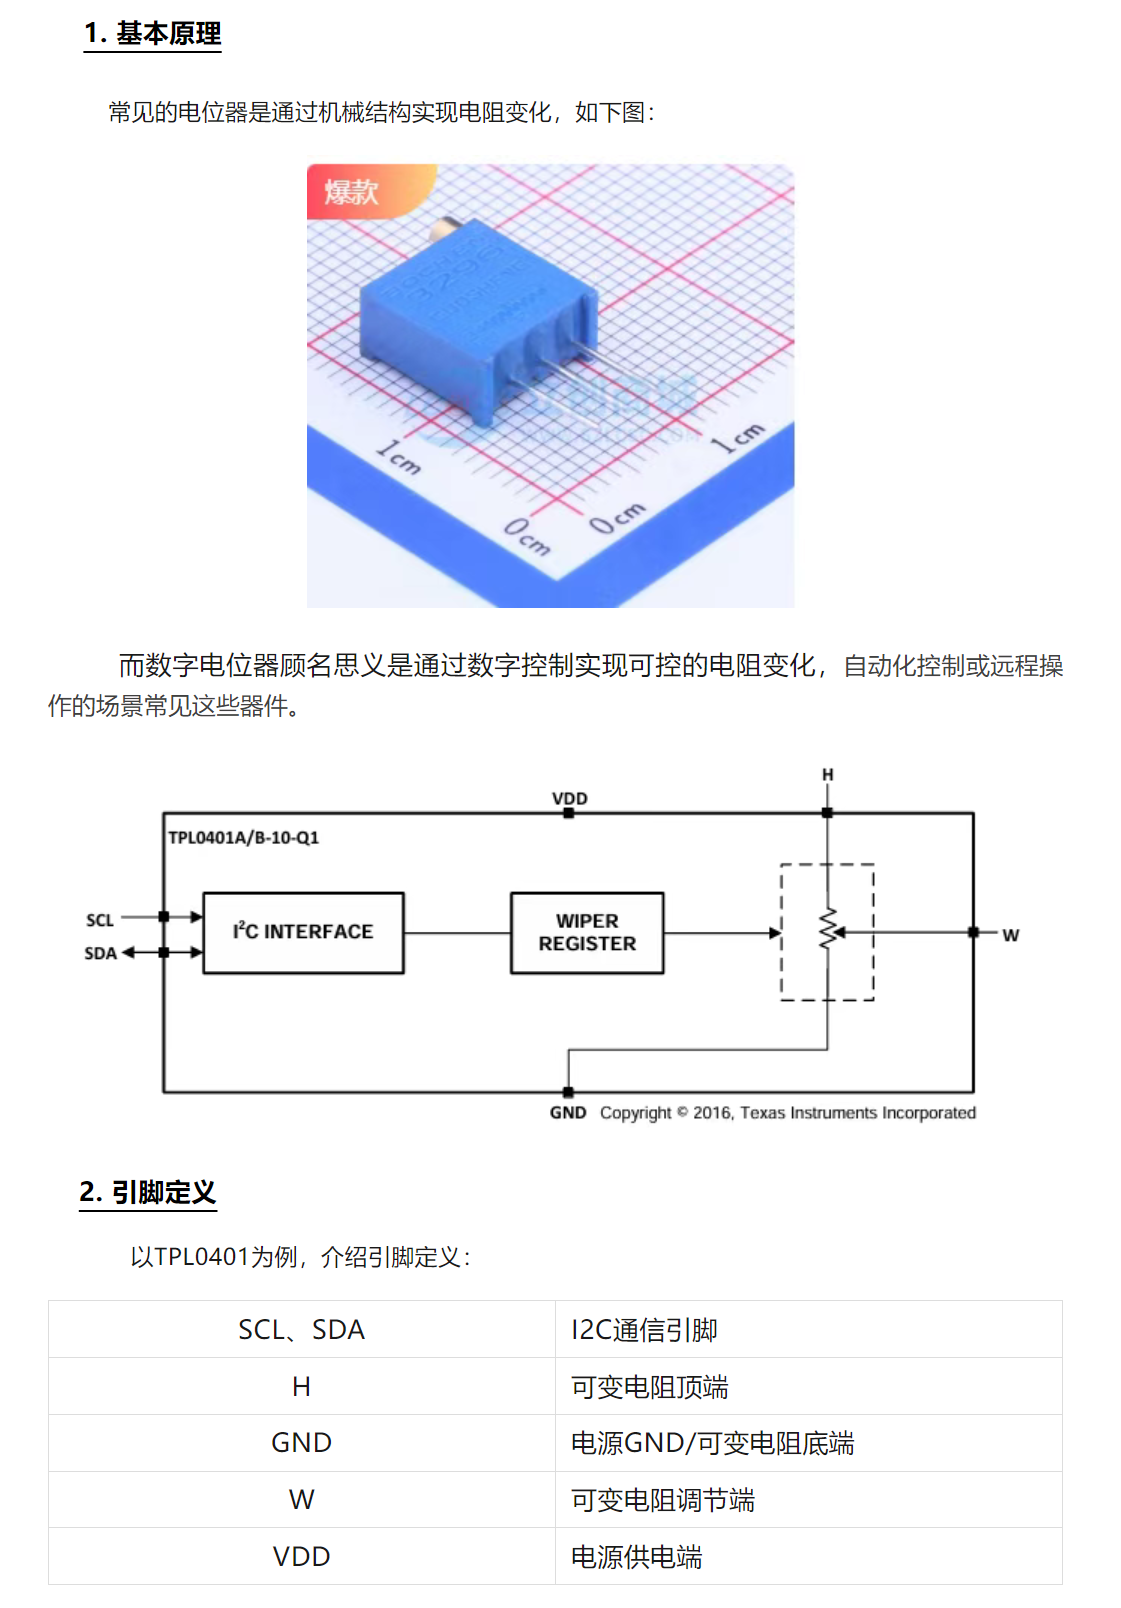 1. 基本原理
常见的电位器是通过机械结构实现电阻变化，如下图：
爆款
3296
1cm
0cm
0cm
1cm
而数字电位器顾名思义是通过数字控制实现可控的电阻变化，自动化控制或远程操
作的场景常见这些器件。
H
VDD
TPL0401A/B-10-Q1
SCL
SDA
I²C INTERFACE
WIPER
REGISTER
W
GND Copyright © 2016, Texas Instruments Incorporated
2. 引脚定义
以TPL0401为例，介绍引脚定义：
SCL、SDA I2C通信引脚
H 可变电阻顶端
GND 电源GND/可变电阻底端
W 可变电阻调节端
VDD 电源供电端